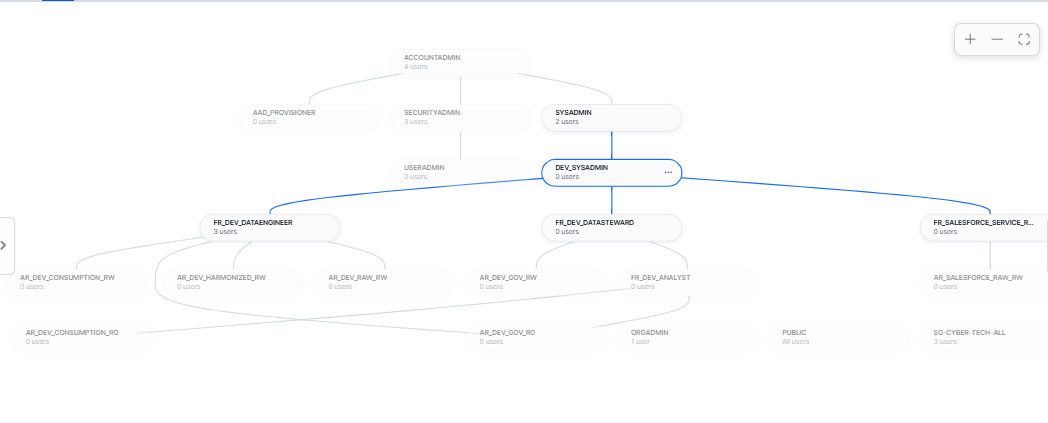 ACCOUNTADMIN
4 users
AAD_PROVISIONER
0 users
SECURITYADMIN
3 users
SYSADMIN
2 users
USERADMIN
0 users
DEV_SYSADMIN
0 users
FR_DEV_DATAENGINEER
3 users
FR_DEV_DATASTEWARD
0 users
FR_SALESFORCE_SERVICE_R...
0 users
AR_DEV_CONSUMPTION_RW
0 users
AR_DEV_HARMONIZED_RW
0 users
AR_DEV_RAW_RW
0 users
AR_DEV_GOV_RW
0 users
FR_DEV_ANALYST
0 users
AR_SALESFORCE_RAW_RW
0 users
AR_DEV_CONSUMPTION_RO
0 users
AR_DEV_GOV_RO
0 users
ORGADMIN
1 user
PUBLIC
All users
SG-CYBER-TECH-ALL
3 users